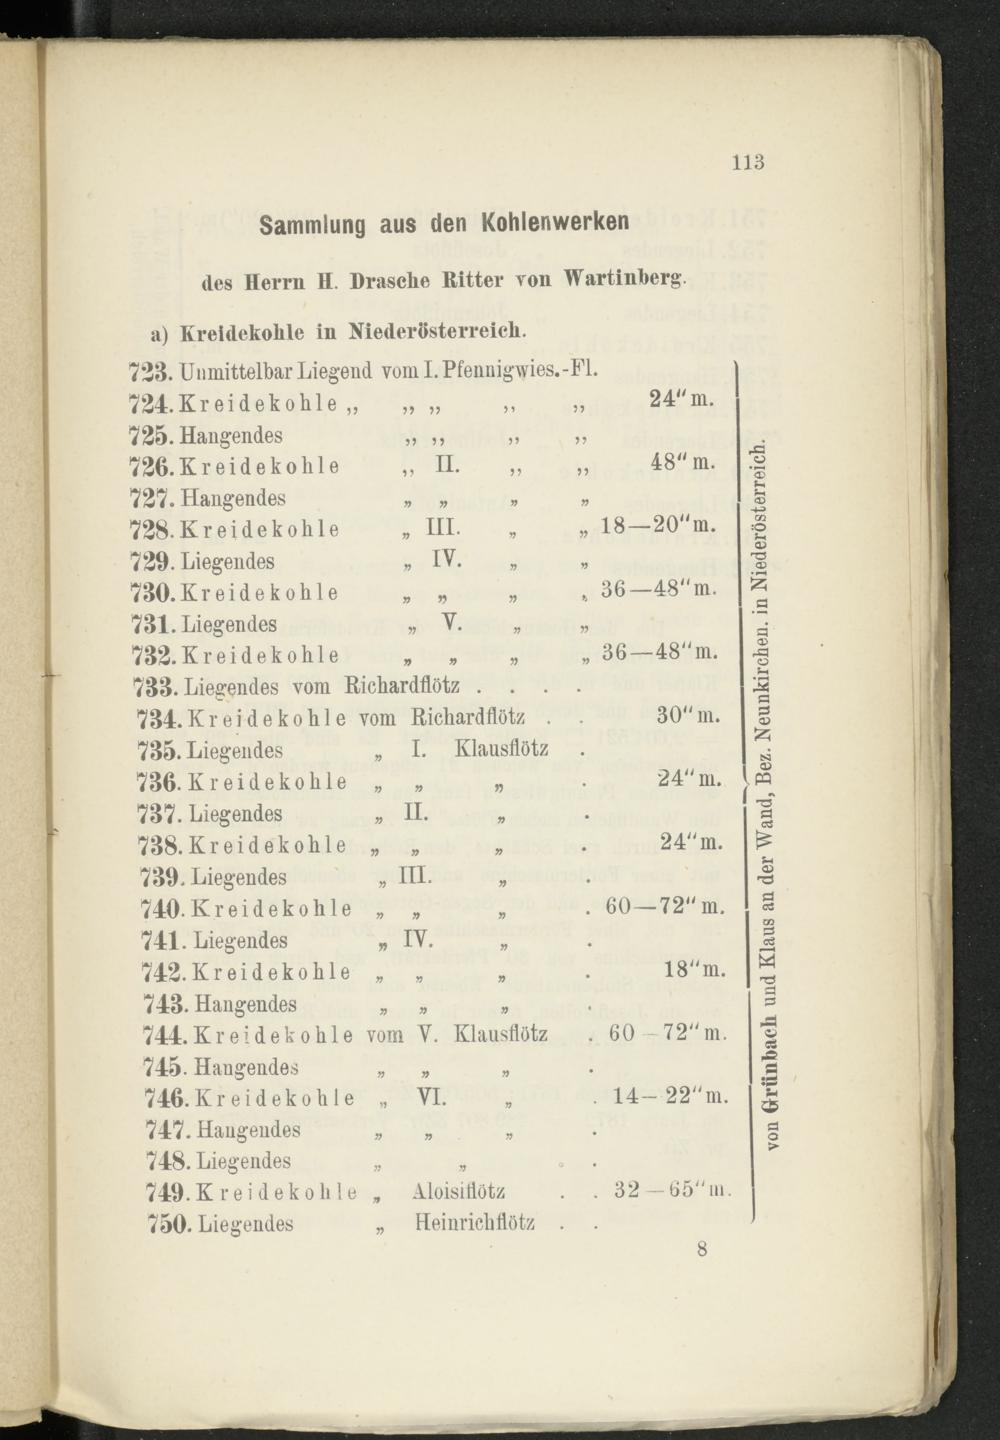 113
Sammlung aus den Kohlenwerken
des Herrn H. Drasche Ritter von Wartinberg.
a) Kreidekohle in Niederösterreich.
723. Unmittelbar Liegend vom I. Pfennigwies.-Fl.
724. Kreidekohle „ „ „ „ „ 24" m.
725. Hangendes „ „ „ „
726. Kreidekohle „ II. „ „ 48" m.
727. Hangendes „ „ „ „
728. Kreidekohle „ III. „ „ 18—20" m.
729. Liegendes „ IV. „ „
730. Kreidekohle „ „ „ „ 36—48" m.
731. Liegendes „ V. „ „
732. Kreidekohle „ „ „ „ 36—48" m.
733. Liegendes vom Richardflötz . . . .
734. Kreidekohle vom Richardflötz . . 30" m.
735. Liegendes „ I. Klausflötz .
736. Kreidekohle „ „ „ . 24" m.
737. Liegendes „ II. „ .
738. Kreidekohle „ „ „ . 24" m.
739. Liegendes „ III. „ .
740. Kreidekohle „ „ „ . 60—72" m.
741. Liegendes „ IV. „ .
742. Kreidekohle „ „ „ . 18" m.
743. Hangendes „ „ „ .
744. Kreidekohle vom V. Klausflötz . 60—72" m.
745. Hangendes „ „ „ .
746. Kreidekohle „ VI. „ . 14—22" m.
747. Hangendes „ „ „ .
748. Liegendes „ „ .
749. Kreidekohle „ Aloisiflötz . . 32—65" m.
750. Liegendes „ Heinrichflötz . .
von Grünbach und Klaus an der Wand, Bez. Neunkirchen. in Niederösterreich.
8